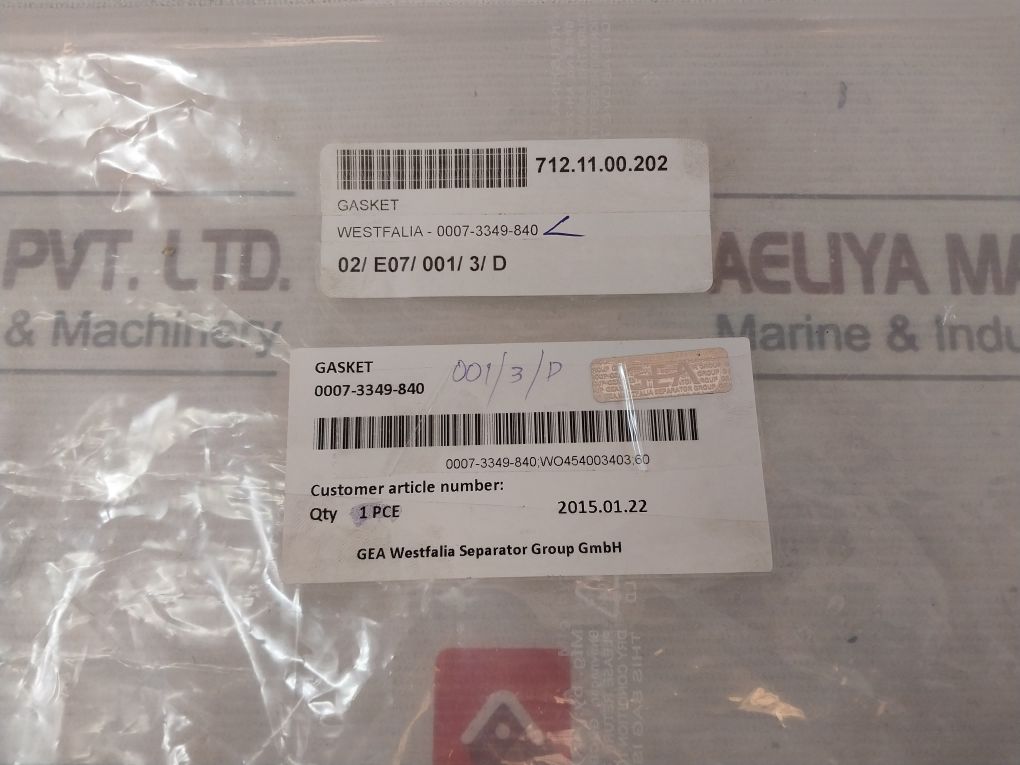 712.11.00.202
GASKET
WESTFALIA - 0007-3349-840
02/ E07/ 001/ 3/ D
PVT. LTD.
& Machinery
AELIYA MA
Marine & Indu
GASKET
0007-3349-840
001/3/D
GEA
0007-3349-840;WO454003403;60
Customer article number:
Qty 1 PCE
2015.01.22
GEA Westfalia Separator Group GmbH